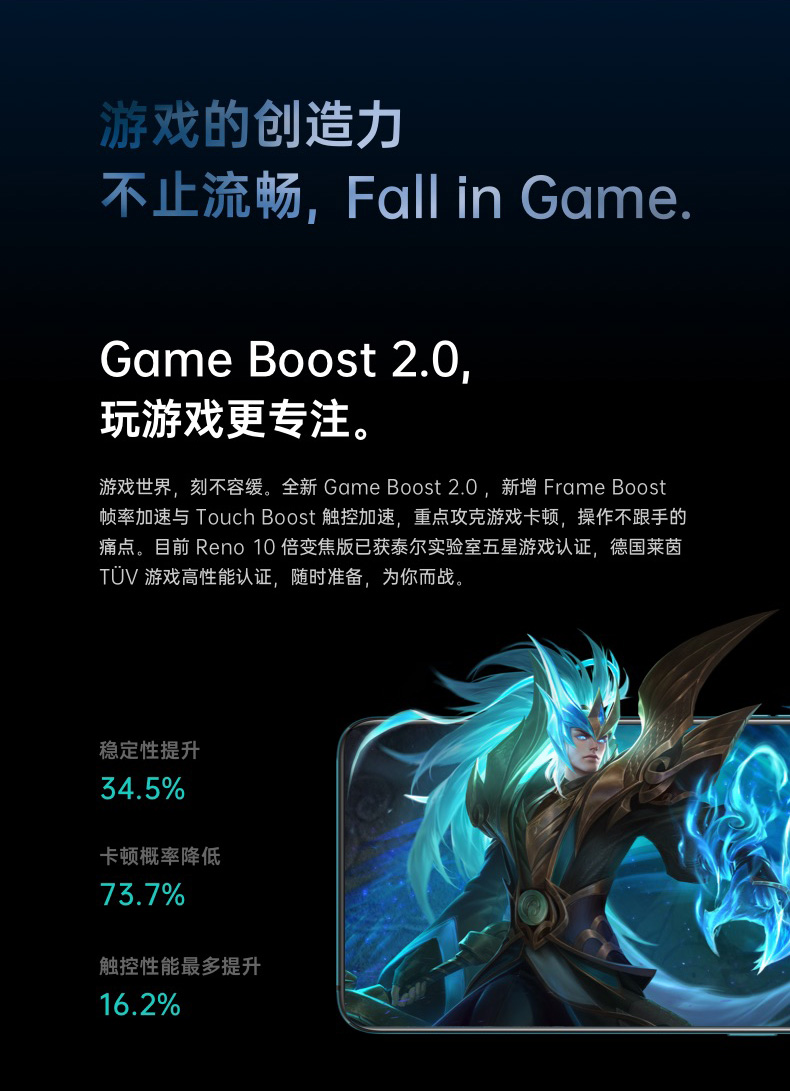 游戏的创造力
不止流畅，Fall in Game.
Game Boost 2.0,
玩游戏更专注。
游戏世界，刻不容缓。全新 Game Boost 2.0 ，新增 Frame Boost
帧率加速与 Touch Boost 触控加速，重点攻克游戏卡顿，操作不跟手的
痛点。目前 Reno 10 倍变焦版已获泰尔实验室五星游戏认证，德国莱茵
TÜV 游戏高性能认证，随时准备，为你而战。
稳定性提升
34.5%
卡顿概率降低
73.7%
触控性能最多提升
16.2%